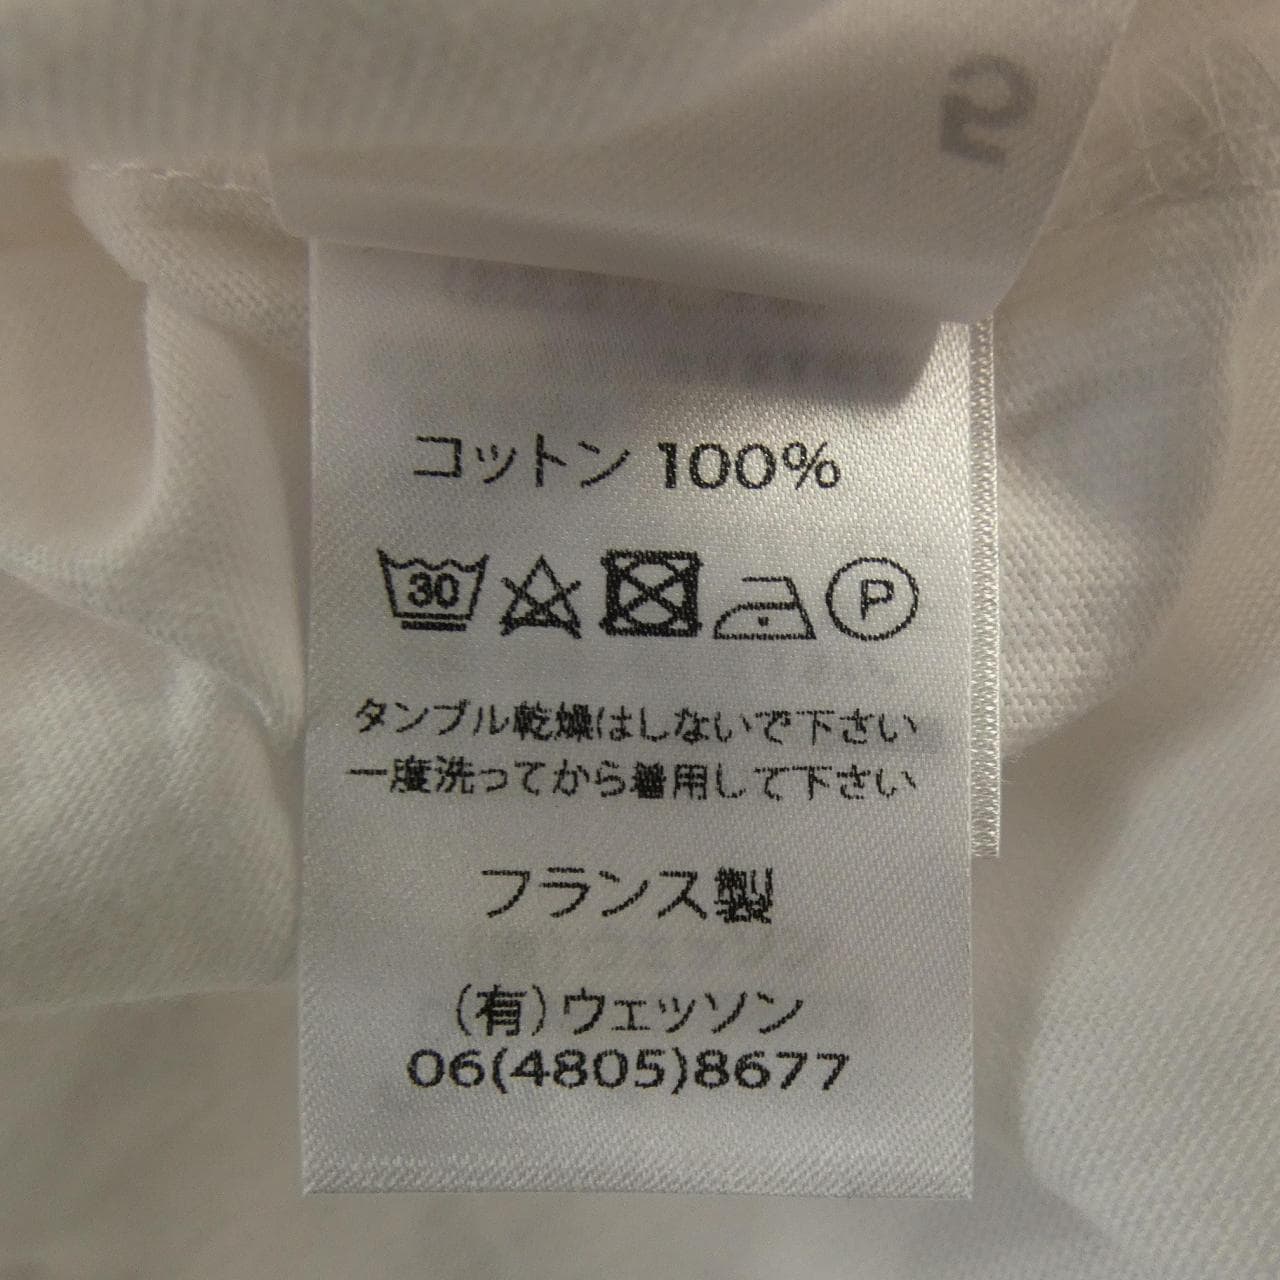 コットン 100%
30 P
タンブル乾燥はしないで下さい
一度洗ってから着用して下さい
フランス製
(有)ウェッソン
06(4805)8677